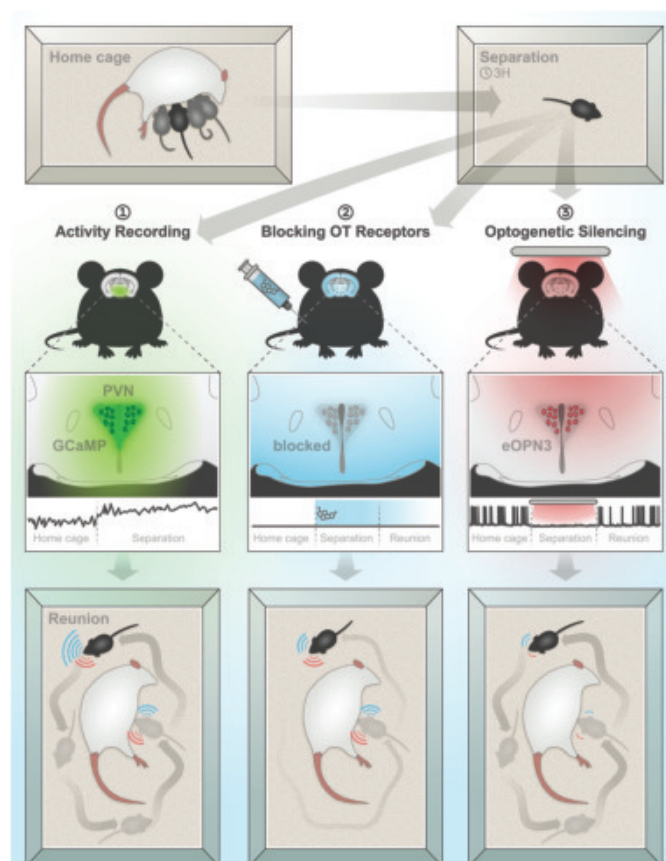 Home cage
Separation
3H
①
Activity Recording
②
Blocking OT Receptors
③
Optogenetic Silencing
PVN
GCaMP
blocked
eOPN3
Home cage Separation
Home cage Separation Reunion
Home cage Separation Reunion
Reunion